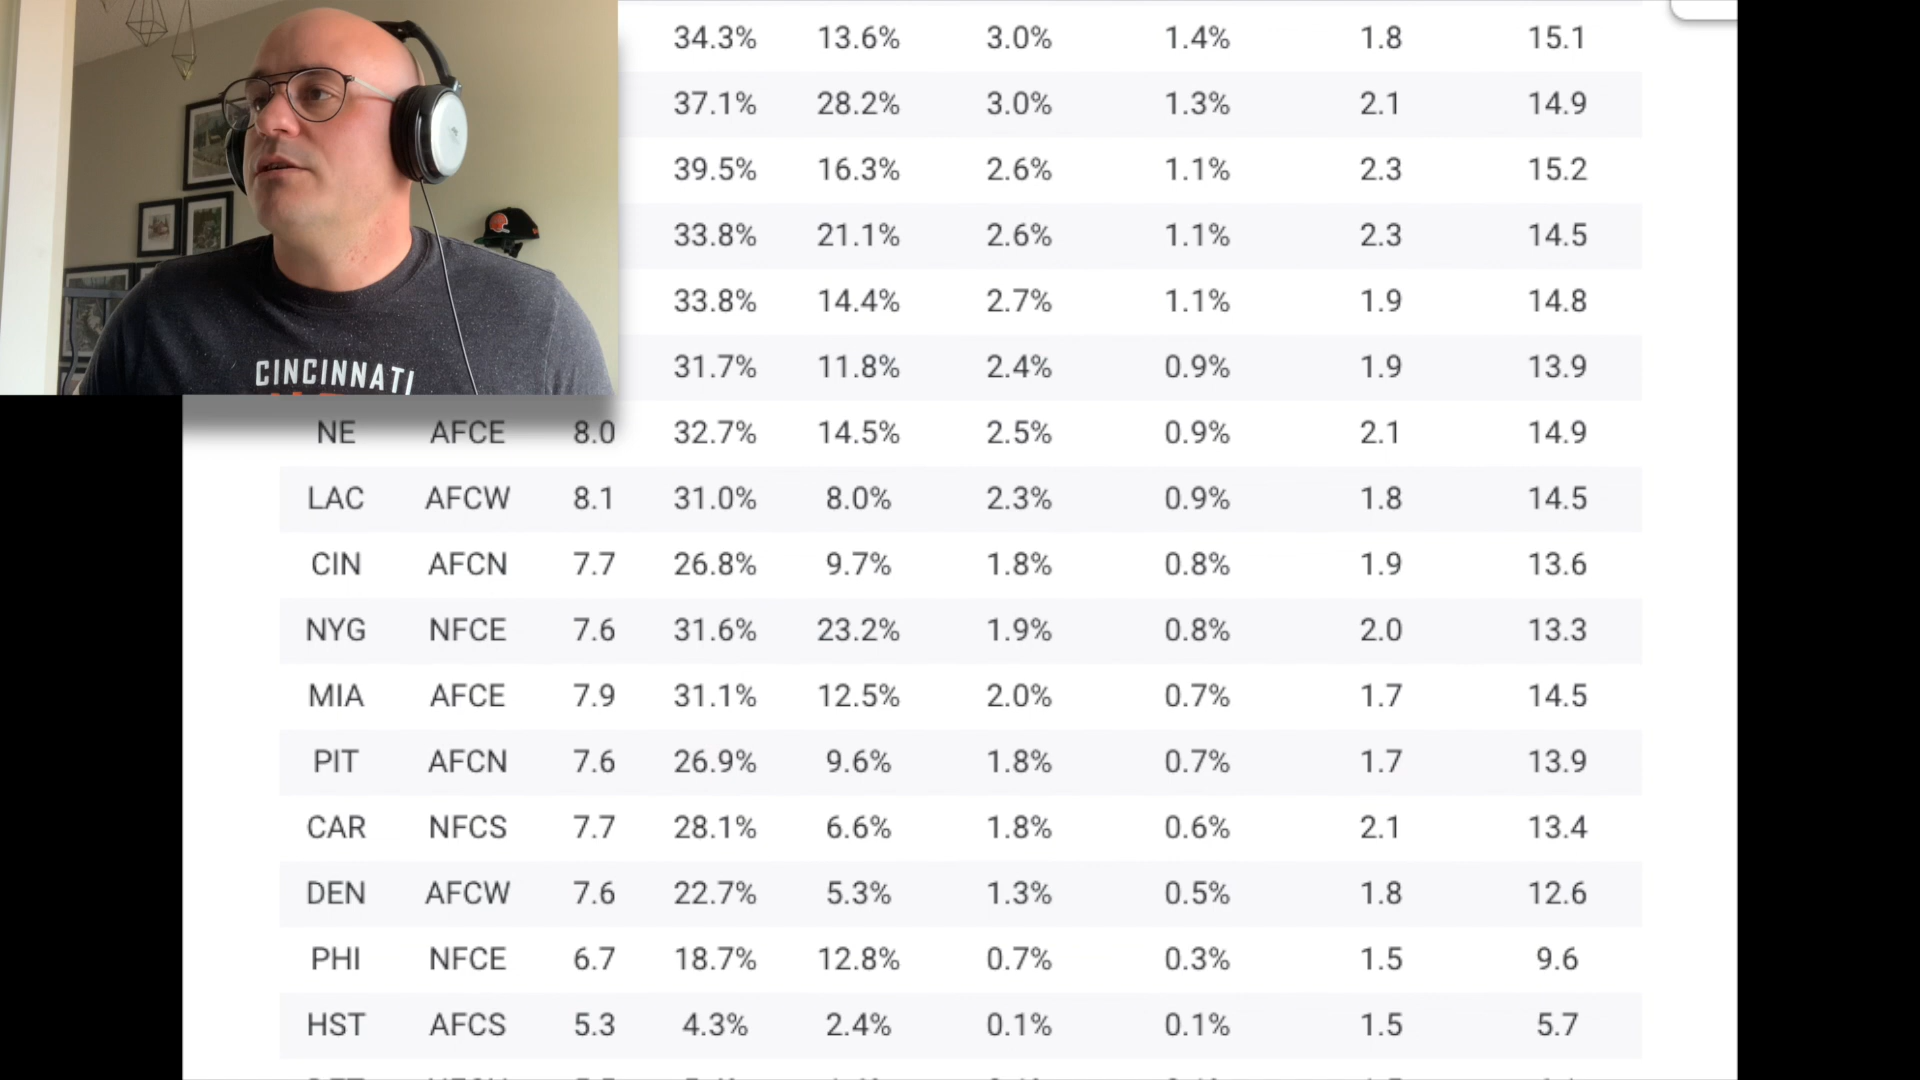 34.3% 13.6% 3.0% 1.4% 1.8 15.1
37.1% 28.2% 3.0% 1.3% 2.1 14.9
39.5% 16.3% 2.6% 1.1% 2.3 15.2
33.8% 21.1% 2.6% 1.1% 2.3 14.5
33.8% 14.4% 2.7% 1.1% 1.9 14.8
31.7% 11.8% 2.4% 0.9% 1.9 13.9
CINCINNATI
NE AFCE 8.0 32.7% 14.5% 2.5% 0.9% 2.1 14.9
LAC AFCW 8.1 31.0% 8.0% 2.3% 0.9% 1.8 14.5
CIN AFCN 7.7 26.8% 9.7% 1.8% 0.8% 1.9 13.6
NYG NFCE 7.6 31.6% 23.2% 1.9% 0.8% 2.0 13.3
MIA AFCE 7.9 31.1% 12.5% 2.0% 0.7% 1.7 14.5
PIT AFCN 7.6 26.9% 9.6% 1.8% 0.7% 1.7 13.9
CAR NFCS 7.7 28.1% 6.6% 1.8% 0.6% 2.1 13.4
DEN AFCW 7.6 22.7% 5.3% 1.3% 0.5% 1.8 12.6
PHI NFCE 6.7 18.7% 12.8% 0.7% 0.3% 1.5 9.6
HST AFCS 5.3 4.3% 2.4% 0.1% 0.1% 1.5 5.7